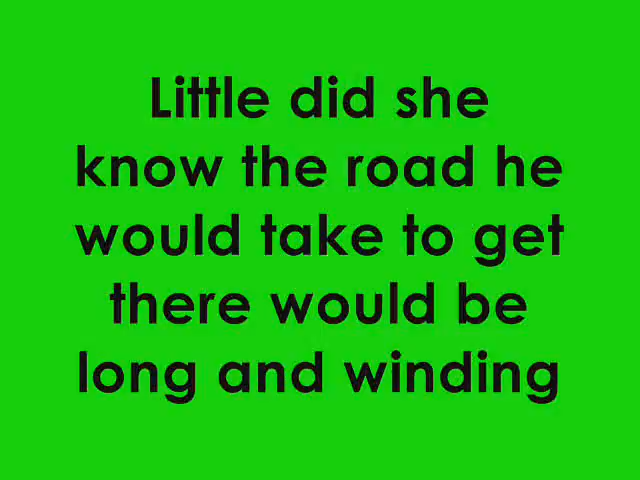 Little did she
know the road he
would take to get
there would be
long and winding